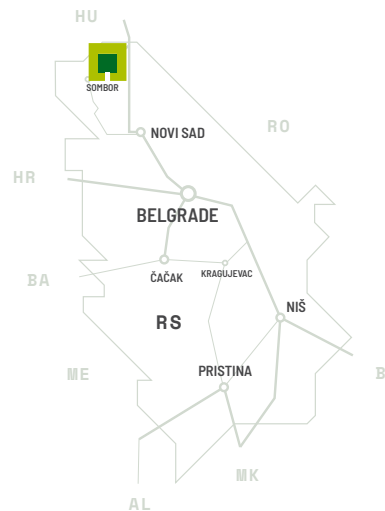 HU
SOMBOR
RO
NOVI SAD
HR
BELGRADE
KRAGUJEVAC
ČAČAK
BA
NIŠ
RS
PRISTINA
ME
B
MK
AL